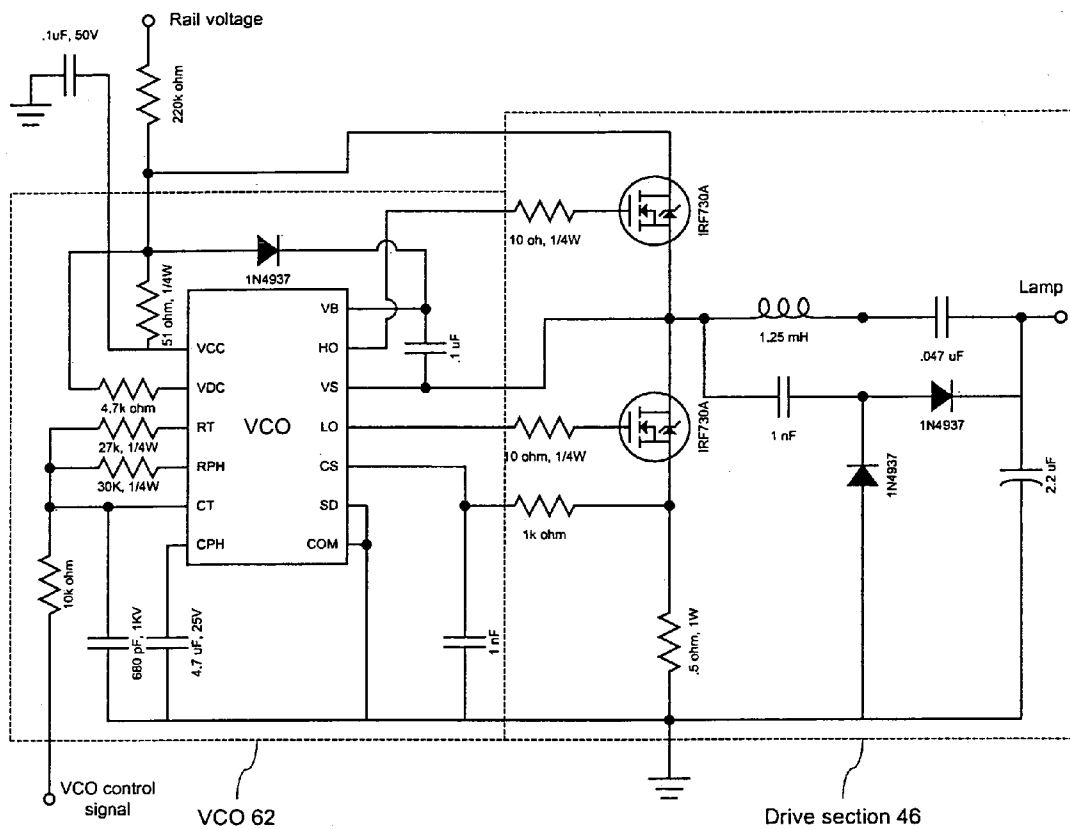 Rail voltage
.1uF, 50V
220k ohm
10 oh, 1/4W
IRF730A
1N4937
51 ohm, 1/4W
VB
Lamp
VCC
HO
.1 uF
1.25 mH
.047 uF
VDC
VS
4.7k ohm
VCO
IRF730A
RT
LO
1 nF
1N4937
27k, 1/4W
10 ohm, 1/4W
RPH
CS
30K, 1/4W
1N4937
2.2 uF
CT
SD
1k ohm
CPH
COM
10k ohm
680 pF, 1KV
4.7 uF, 25V
1 nF
.5 ohm, 1W
VCO control
signal
VCO 62
Drive section 46